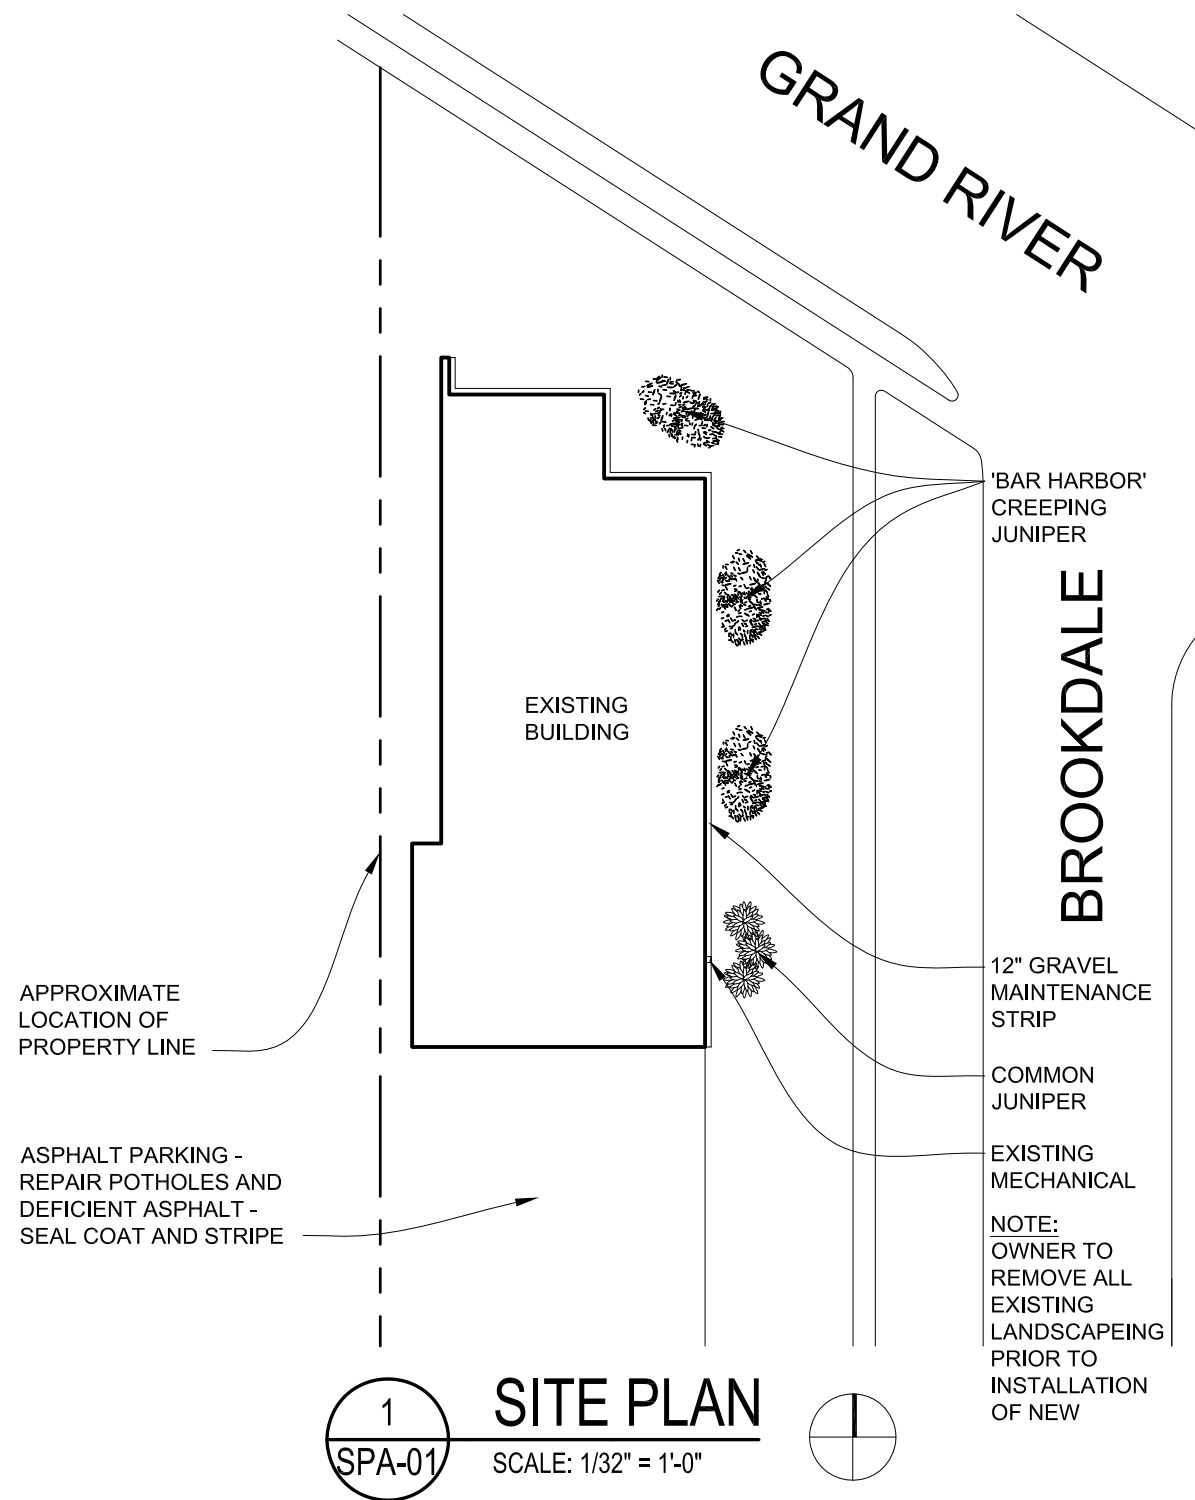 GRAND RIVER
'BAR HARBOR'
CREEPING
JUNIPER
BROOKDALE
EXISTING
BUILDING
12" GRAVEL
MAINTENANCE
STRIP
APPROXIMATE
LOCATION OF
PROPERTY LINE
COMMON
JUNIPER
EXISTING
MECHANICAL
ASPHALT PARKING -
REPAIR POTHOLES AND
DEFICIENT ASPHALT -
SEAL COAT AND STRIPE
NOTE:
OWNER TO
REMOVE ALL
EXISTING
LANDSCAPEING
PRIOR TO
INSTALLATION
OF NEW
1
SPA-01
SITE PLAN
SCALE: 1/32" = 1'-0"